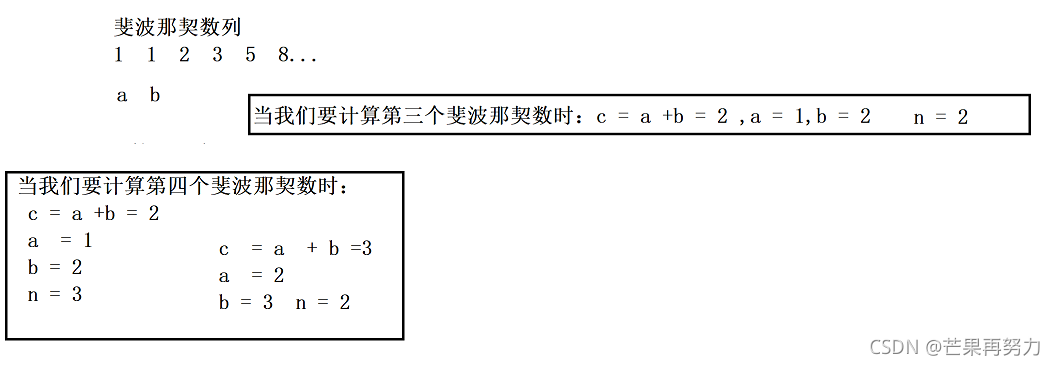 斐波那契数列
1 1 2 3 5 8...
a b
当我们要计算第三个斐波那契数时：c = a +b = 2 ,a = 1,b = 2 n = 2
当我们要计算第四个斐波那契数时：
c = a +b = 2
a = 1
b = 2
n = 3
c = a + b =3
a = 2
b = 3 n = 2
CSDN @芒果再努力